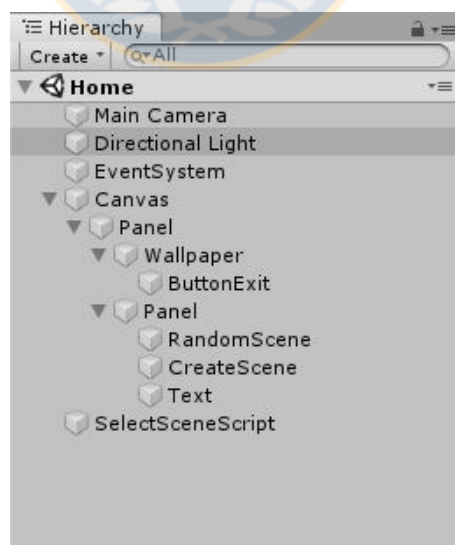 Hierarchy
Create All
Home
Main Camera
Directional Light
EventSystem
Canvas
Panel
Wallpaper
ButtonExit
Panel
RandomScene
CreateScene
Text
SelectSceneScript